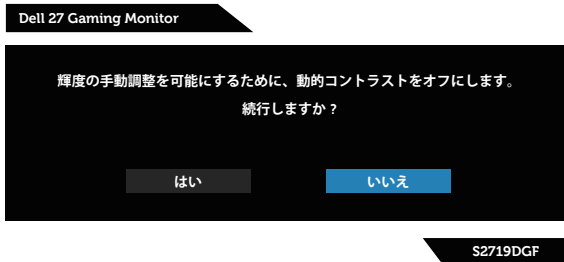 Dell 27 Gaming Monitor
輝度の手動調整を可能にするために、動的コントラストをオフにします。
続行しますか？
はい いいえ
S2719DGF